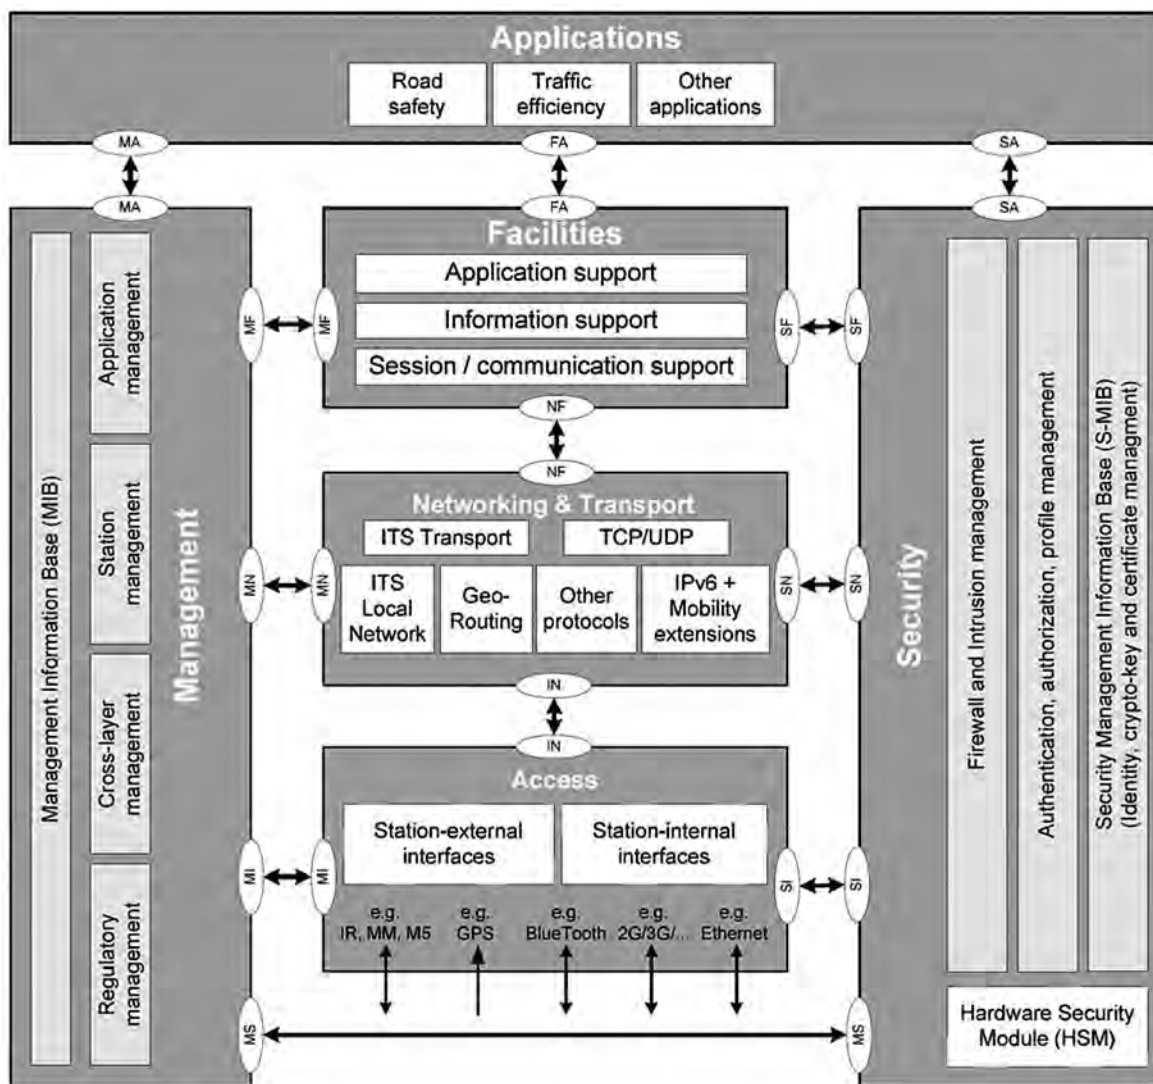 Applications
Road
safety
Traffic
efficiency
Other
applications
MA
FA
SA
MA
FA
SA
Management Information Base (MIB)
Application
management
Station
management
Cross-layer
management
Regulatory
management
Management
MF
MF
MN
MN
MI
MI
MS
Facilities
Application support
Information support
Session / communication support
SF
SF
NF
NF
Networking & Transport
ITS Transport
TCP/UDP
ITS
Local
Network
Geo-
Routing
Other
protocols
IPv6 +
Mobility
extensions
SN
SN
IN
IN
Access
Station-external
interfaces
Station-internal
interfaces
e.g.
IR, MM, M5
e.g.
GPS
e.g.
BlueTooth
e.g.
2G/3G/...
e.g.
Ethernet
SI
SI
MS
Security
Firewall and Intrusion management
Authentication, authorization, profile management
Security Management Information Base (S-MIB)
(Identity, crypto-key and certificate managment)
Hardware Security
Module (HSM)